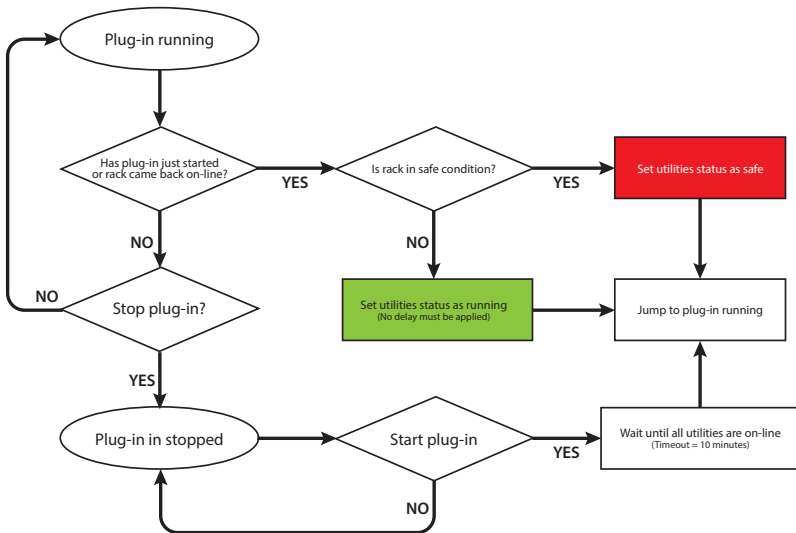 Plug-in running
Has plug-in just started
or rack came back on-line?
YES
Is rack in safe condition?
YES
Set utilities status as safe
NO
NO
NO
Stop plug-in?
Set utilities status as running
(No delay must be applied)
Jump to plug-in running
YES
Plug-in in stopped
Start plug-in
YES
Wait until all utilities are on-line
(Timeout = 10 minutes)
NO